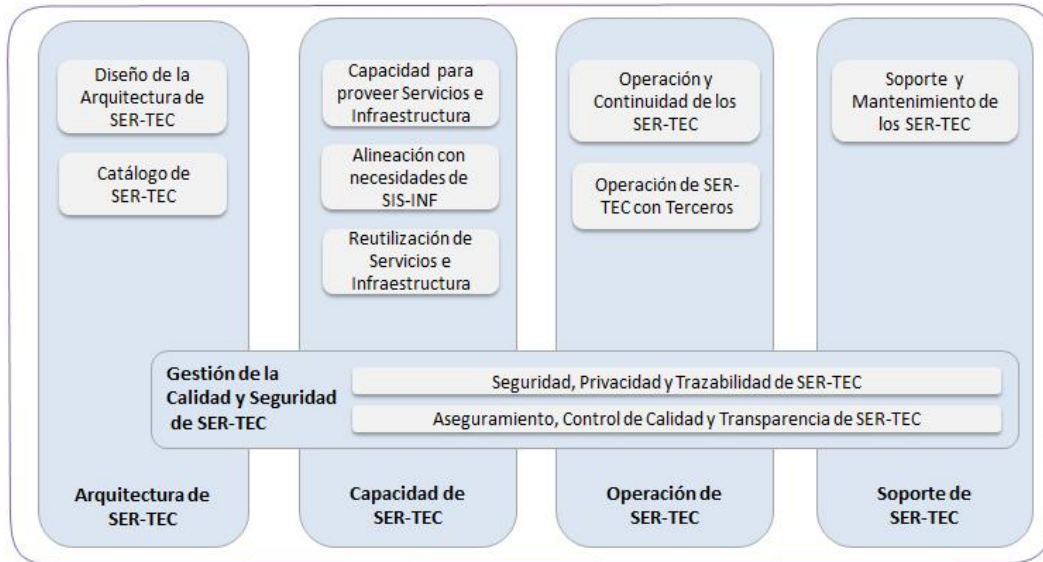 Diseño de la
Arquitectura de
SER-TEC
Catálogo de
SER-TEC
Arquitectura de
SER-TEC
Capacidad para
proveer Servicios e
Infraestructura
Alineación con
necesidades de
SIS-INF
Reutilización de
Servicios e
Infraestructura
Capacidad de
SER-TEC
Operación y
Continuidad de los
SER-TEC
Operación de SER-
TEC con Terceros
Operación de
SER-TEC
Soporte y
Mantenimiento de
los SER-TEC
Soporte de
SER-TEC
Gestión de la
Calidad y Seguridad
de SER-TEC
Seguridad, Privacidad y Trazabilidad de SER-TEC
Aseguramiento, Control de Calidad y Transparencia de SER-TEC